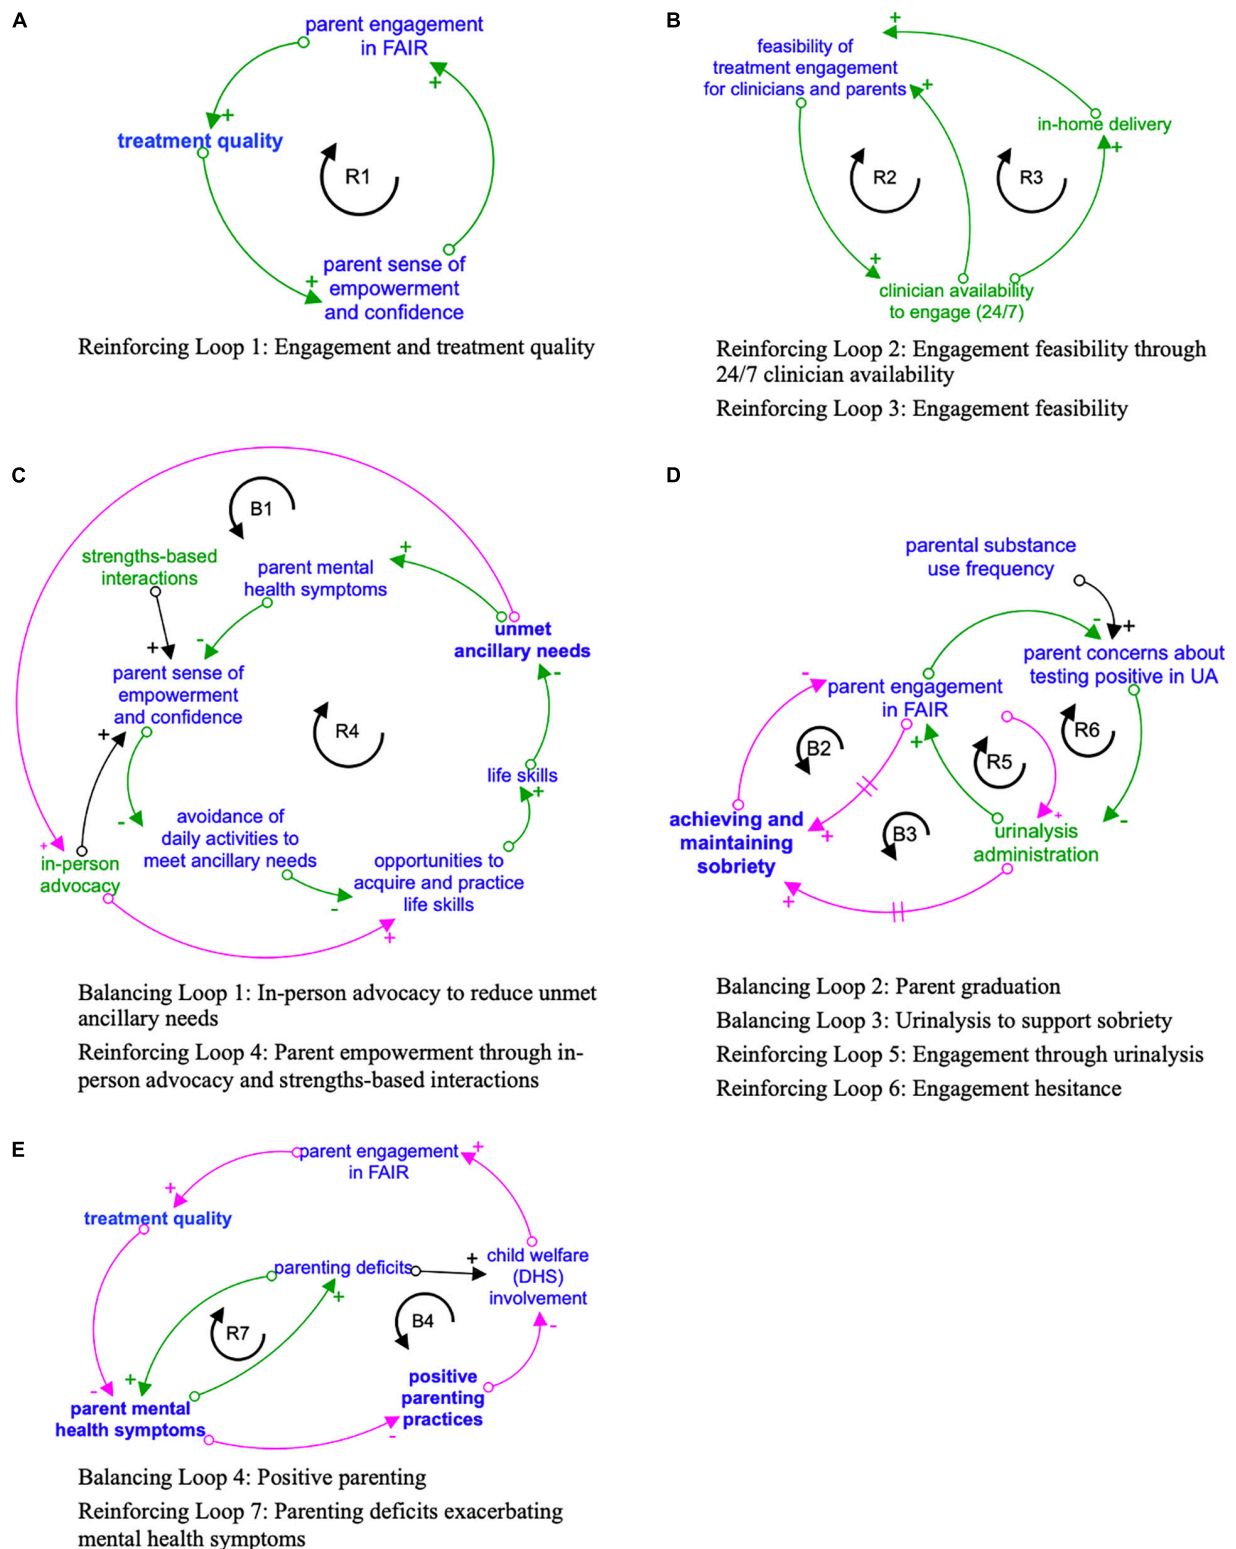 A
parent engagement
in FAIR
+
+
treatment quality
R1
+
parent sense of
empowerment
and confidence
Reinforcing Loop 1: Engagement and treatment quality
B
+
feasibility of
treatment engagement
for clinicians and parents
+
in-home delivery
+
R2
R3
+
clinician availability
to engage (24/7)
Reinforcing Loop 2: Engagement feasibility through
24/7 clinician availability
Reinforcing Loop 3: Engagement feasibility
C
B1
strengths-based
interactions
+
parent mental
health symptoms
+
-
unmet
ancillary needs
-
parent sense of
empowerment
and confidence
+
R4
life skills
+
-
avoidance of
daily activities to
meet ancillary needs
+
in-person
advocacy
opportunities to
acquire and practice
life skills
-
+
Balancing Loop 1: In-person advocacy to reduce unmet
ancillary needs
Reinforcing Loop 4: Parent empowerment through in-
person advocacy and strengths-based interactions
D
parental substance
use frequency
-
+
parent concerns about
testing positive in UA
-
parent engagement
in FAIR
+
B2
R5
R6
achieving and
maintaining
sobriety
+
B3
+
-
urinalysis
administration
+
Balancing Loop 2: Parent graduation
Balancing Loop 3: Urinalysis to support sobriety
Reinforcing Loop 5: Engagement through urinalysis
Reinforcing Loop 6: Engagement hesitance
E
parent engagement
in FAIR
+
+
treatment quality
parenting deficits
+
child welfare
(DHS)
involvement
+
R7
B4
-
+
-
parent mental
health symptoms
positive
parenting
practices
-
Balancing Loop 4: Positive parenting
Reinforcing Loop 7: Parenting deficits exacerbating
mental health symptoms